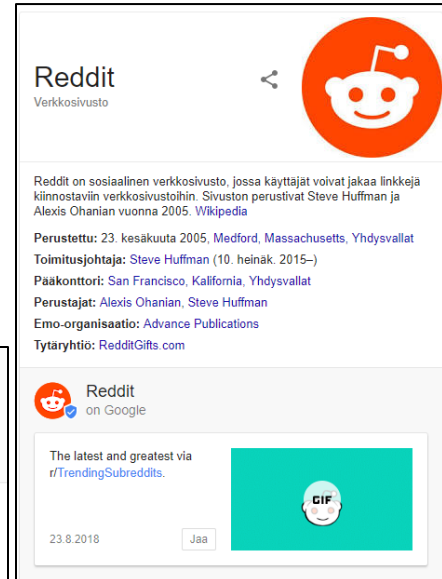 Reddit
Verkkosivusto
Reddit on sosiaalinen verkkosivusto, jossa käyttäjät voivat jakaa linkkejä
kiinnostaviin verkkosivustoihin. Sivuston perustivat Steve Huffman ja
Alexis Ohanian vuonna 2005. Wikipedia
Perustettu: 23. kesäkuuta 2005, Medford, Massachusetts, Yhdysvallat
Toimitusjohtaja: Steve Huffman (10. heinäk. 2015–)
Pääkonttori: San Francisco, Kalifornia, Yhdysvallat
Perustajat: Alexis Ohanian, Steve Huffman
Emo-organisaatio: Advance Publications
Tytäryhtiö: RedditGifts.com
Reddit
on Google
The latest and greatest via
r/TrendingSubreddits.
GIF
23.8.2018
Jaa